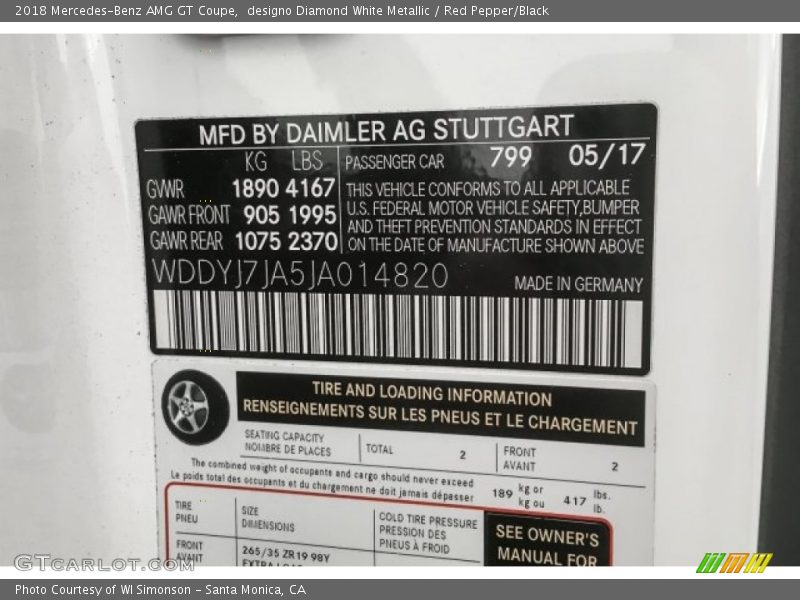 2018 Mercedes-Benz AMG GT Coupe, designo Diamond White Metallic / Red Pepper/Black
MFD BY DAIMLER AG STUTTGART
KG LBS PASSENGER CAR 799 05/17
GVWR 1890 4167
GAWR FRONT 905 1995
GAWR REAR 1075 2370
THIS VEHICLE CONFORMS TO ALL APPLICABLE
U.S. FEDERAL MOTOR VEHICLE SAFETY,BUMPER
AND THEFT PREVENTION STANDARDS IN EFFECT
ON THE DATE OF MANUFACTURE SHOWN ABOVE
WDDYJ7JA5JA014820 MADE IN GERMANY
TIRE AND LOADING INFORMATION
RENSEIGNEMENTS SUR LES PNEUS ET LE CHARGEMENT
SEATING CAPACITY
NOMBRE DE PLACES
TOTAL 2
FRONT
AVANT
2
The combined weight of occupants and cargo should never exceed
Le poids total des occupants et du chargement ne doit jamais dépasser
189 kg or
kg ou
417 lbs.
lb.
TIRE
PNEU
SIZE
DIMENSIONS
COLD TIRE PRESSURE
PRESSION DES
PNEUS À FROID
SEE OWNER'S
MANUAL FOR
FRONT
AVANT
265/35 ZR19 98Y
GTCarlot.com
Photo Courtesy of WI Simonson - Santa Monica, CA